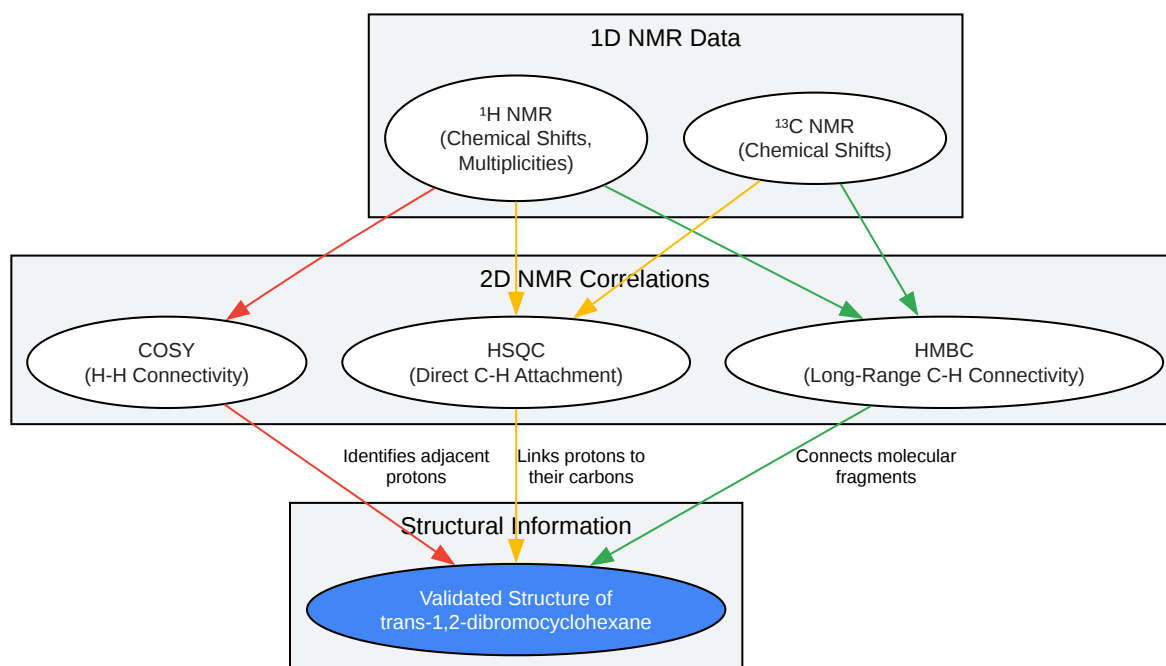 1D NMR Data
¹H NMR
(Chemical Shifts,
Multiplicities)
¹³C NMR
(Chemical Shifts)
2D NMR Correlations
COSY
(H-H Connectivity)
HSQC
(Direct C-H Attachment)
HMBC
(Long-Range C-H Connectivity)
Identifies adjacent
protons
Links protons to
their carbons
Connects molecular
fragments
Structural Information
Validated Structure of
trans-1,2-dibromocyclohexane